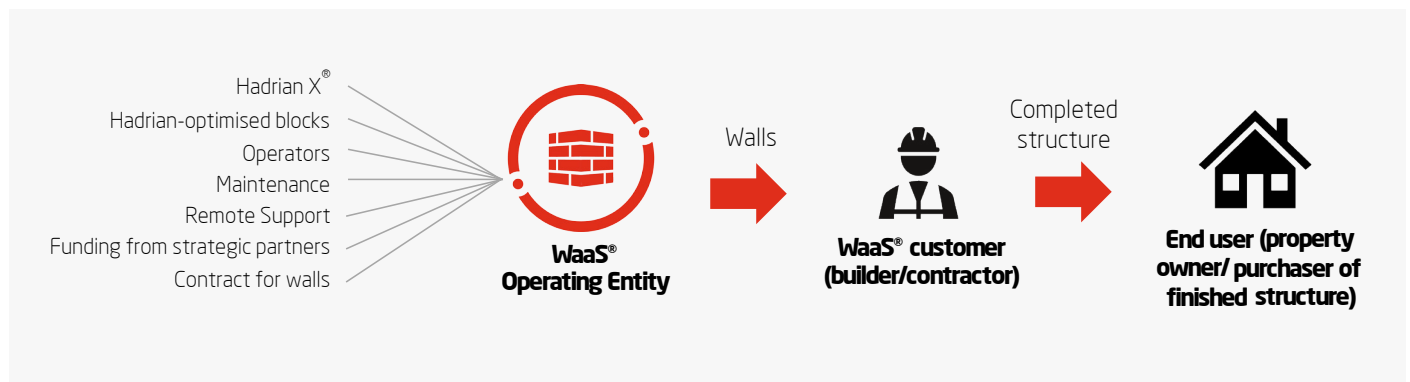 Hadrian X®
Hadrian-optimised blocks
Operators
Maintenance
Remote Support
Funding from strategic partners
Contract for walls
WaaS®
Operating Entity
Walls
WaaS® customer
(builder/contractor)
Completed
structure
End user (property
owner/ purchaser of
finished structure)